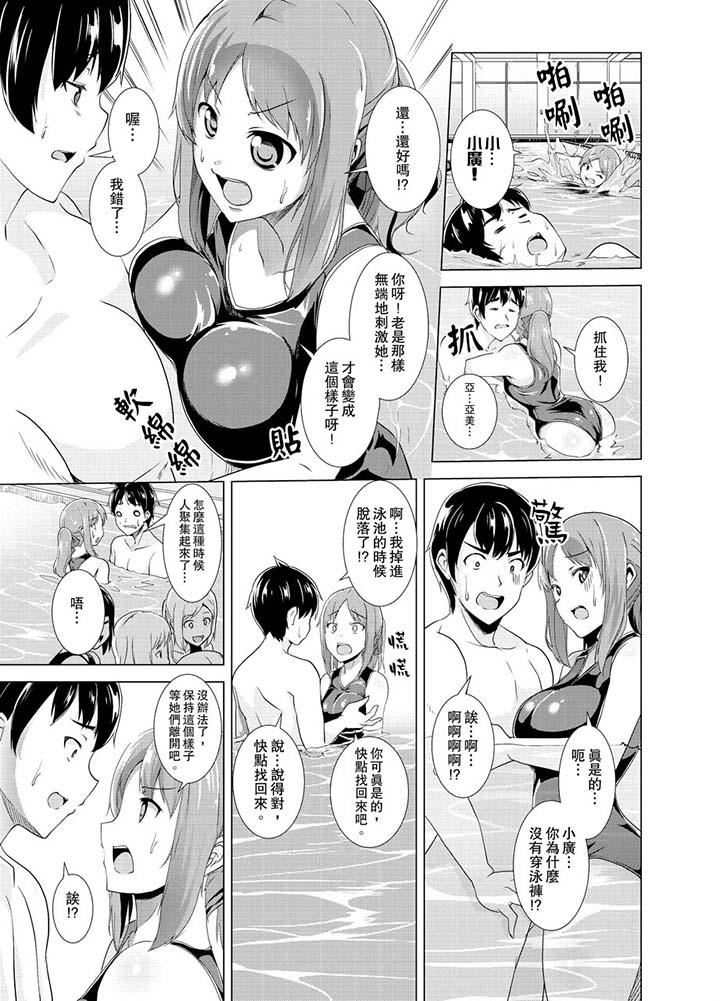 啪
唰
啪
唰
小…
小廣！
抓住我！
抓
亞…亞美…
還…還好嗎!?
喔…
我錯了…
你呀！老是那樣
無端地刺激她…
才會變成
這個樣子呀！
貼
軟
綿
綿
驚
誒…啊…
啊啊啊啊!?
真是的…
呃…
小廣…
你為什麼
沒有穿泳褲!?
啊…我掉進
泳池的時候
脫落了!?
慌
慌
你可真是的，
快點找回來吧。
說…說得對，
快點找回來。
怎麼這種時候
人聚集起來了…
唔…
沒辦法了，
保持這個樣子
等她們離開吧。
誒!?